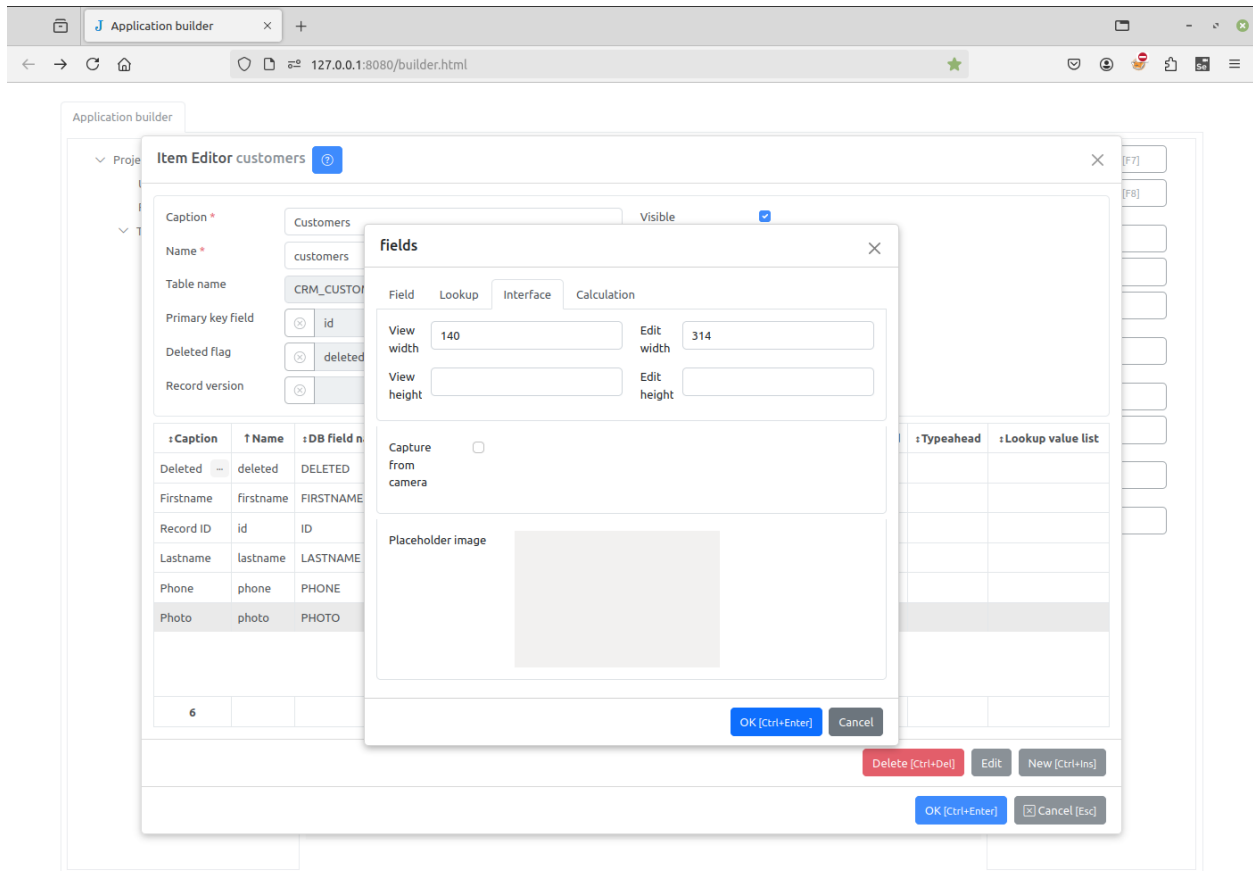 Application builder
127.0.0.1:8080/builder.html
Application builder
Item Editor customers
[F7]
[F8]
Caption *
Customers
Visible
Name *
customers
Table name
Primary key field
id
Deleted flag
deleted
Record version
fields
Field Lookup Interface Calculation
View width
140
Edit width
314
View height
Edit height
Capture from camera
Placeholder image
OK [Ctrl+Enter] Cancel
Caption Name DB field Typeahead Lookup value list
Deleted ... deleted DELETED
Firstname firstname FIRSTNAME
Record ID id ID
Lastname lastname LASTNAME
Phone phone PHONE
Photo photo PHOTO
6
Delete [Ctrl+Del] Edit New [Ctrl+Ins]
OK [Ctrl+Enter] Cancel [Esc]